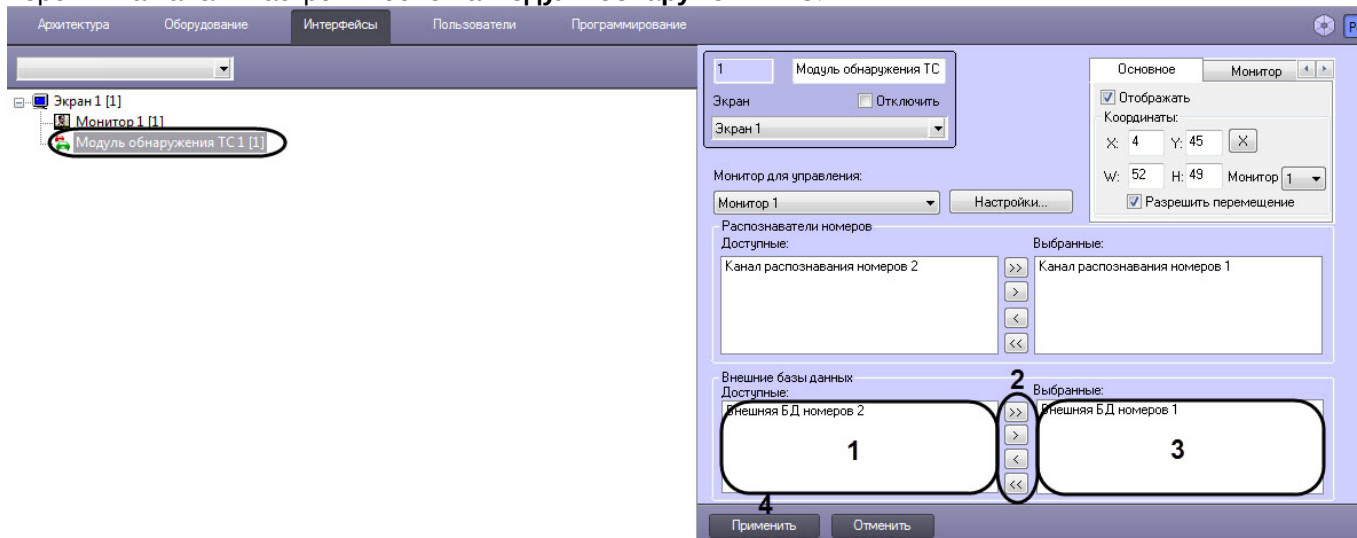 Архитектура Оборудование Интерфейсы Пользователи Программирование
Экран 1 [1]
Монитор 1 [1]
Модуль обнаружения ТС 1 [1]
1 Модуль обнаружения ТС
Экран Отключить
Экран 1
Основное Монитор
Отображать
Координаты:
X: 4 Y: 45 X
W: 52 H: 49 Монитор 1
Разрешить перемещение
Монитор для управления:
Монитор 1 Настройки...
Распознаватели номеров
Доступные: Выбранные:
Канал распознавания номеров 2 >> Канал распознавания номеров 1
>
<
<<
Внешние базы данных
Доступные: 2 Выбранные:
Внешняя БД номеров 2 >> Внешняя БД номеров 1
1 > 3
<
<<
4
Применить Отменить